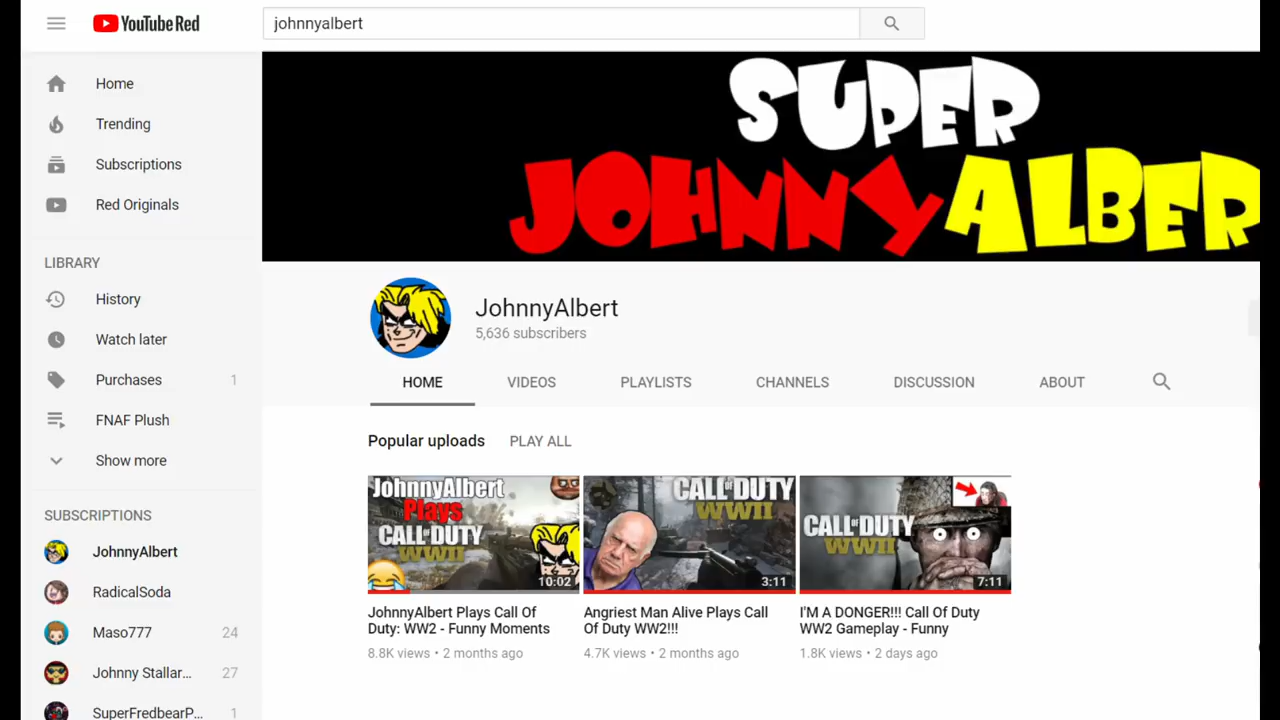 YouTube Red
johnnyalbert
Home
Trending
Subscriptions
Red Originals
LIBRARY
History
Watch later
Purchases 1
FNAF Plush
Show more
SUBSCRIPTIONS
JohnnyAlbert
RadicalSoda
Maso777 24
Johnny Stallar... 27
SuperFredbearP... 1
SUPER
JOHNNYALBER
JohnnyAlbert
5,636 subscribers
HOME VIDEOS PLAYLISTS CHANNELS DISCUSSION ABOUT
Popular uploads PLAY ALL
JohnnyAlbert
Plays
CALL OF DUTY
WWII
10:02
JohnnyAlbert Plays Call Of
Duty: WW2 - Funny Moments
8.8K views • 2 months ago
CALL OF DUTY
WWII
3:11
Angriest Man Alive Plays Call
Of Duty WW2!!!
4.7K views • 2 months ago
CALL OF DUTY
WWII
7:11
I'M A DONGER!!! Call Of Duty
WW2 Gameplay - Funny
1.8K views • 2 days ago